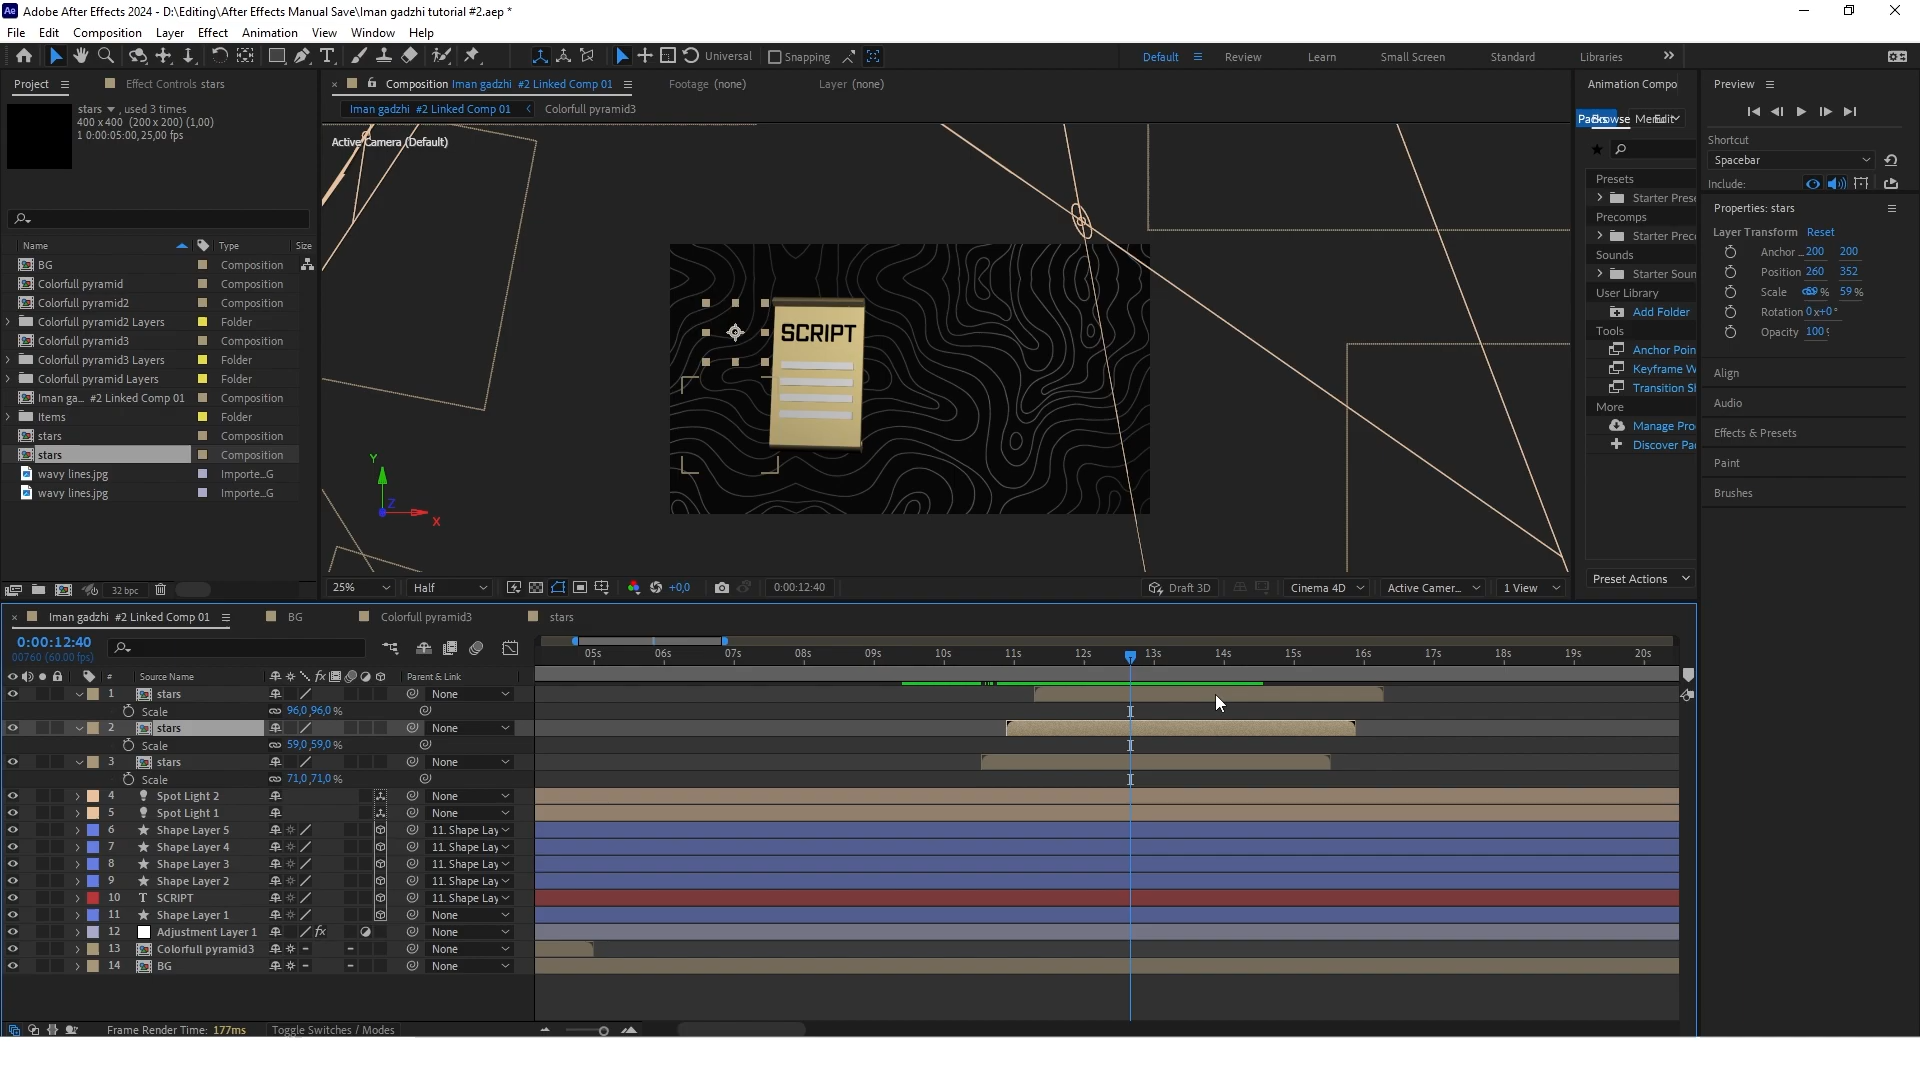 Adobe After Effects 2024 - D:\Editing\After Effects Manual Save\Iman gadzhi tutorial #2.aep *
File Edit Composition Layer Effect Animation View Window Help
Universal Snapping Default Review Learn Small Screen Standard Libraries
Project Effect Controls stars
stars , used 3 times
400 x 400 (200 x 200) (1,00)
1 0:00:05:00, 25,00 fps
Name Type Size
BG Composition
Colorfull pyramid Composition
Colorfull pyramid2 Composition
Colorfull pyramid2 Layers Folder
Colorfull pyramid3 Composition
Colorfull pyramid3 Layers Folder
Colorfull pyramid Layers Folder
Iman ga... #2 Linked Comp 01 Composition
Items Folder
stars Composition
stars Composition
wavy lines.jpg Importe...G
wavy lines.jpg Importe...G
32 bpc
Composition Iman gadzhi #2 Linked Comp 01 Footage (none) Layer (none)
Iman gadzhi #2 Linked Comp 01 Colorfull pyramid3
Active Camera (Default)
SCRIPT
Y
Z
X
25% Half +0,0 0:00:12:40 Draft 3D Cinema 4D Active Camer... 1 View
Animation Compo
Packs Browse Menu Edit
Presets
Starter Prese
Precomps
Starter Prec
Sounds
Starter Soun
User Library
Add Folder
Tools
Anchor Poin
Keyframe W
Transition Sh
More
Manage Pro
Discover Pac
Preset Actions
Preview
Shortcut
Spacebar
Include:
Properties: stars
Layer Transform Reset
Anchor ... 200 200
Position 260 352
Scale 59 % 59 %
Rotation 0x+0°
Opacity 100
Align
Audio
Effects & Presets
Paint
Brushes
Iman gadzhi #2 Linked Comp 01 BG Colorfull pyramid3 stars
0:00:12:40
00760 (60.00 fps)
05s 06s 07s 08s 09s 10s 11s 12s 13s 14s 15s 16s 17s 18s 19s 20s
# Source Name fx Parent & Link
1 stars None
Scale 96,0,96,0 %
2 stars None
Scale 59,0,59,0 %
3 stars None
Scale 71,0,71,0 %
4 Spot Light 2 None
5 Spot Light 1 None
6 Shape Layer 5 11. Shape Lay
7 Shape Layer 4 11. Shape Lay
8 Shape Layer 3 11. Shape Lay
9 Shape Layer 2 11. Shape Lay
10 T SCRIPT 11. Shape Lay
11 Shape Layer 1 None
12 Adjustment Layer 1 fx None
13 Colorfull pyramid3 None
14 BG None
Frame Render Time: 177ms Toggle Switches / Modes